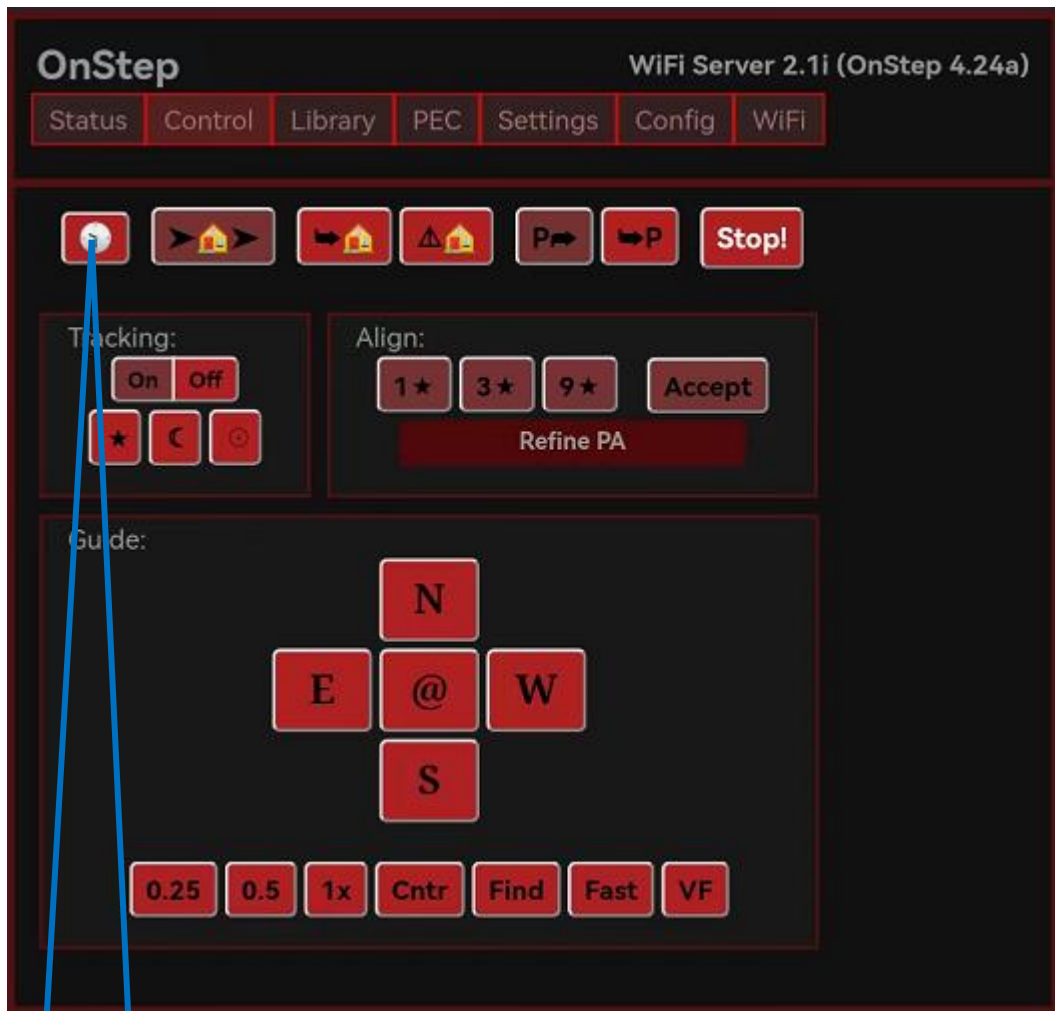 OnStep
WiFi Server 2.1i (OnStep 4.24a)
Status Control Library PEC Settings Config WiFi
P➡ ➥P Stop!
Tracking:
On Off
Align:
1★ 3★ 9★ Accept
Refine PA
Guide:
N
E @ W
S
0.25 0.5 1x Cntr Find Fast VF